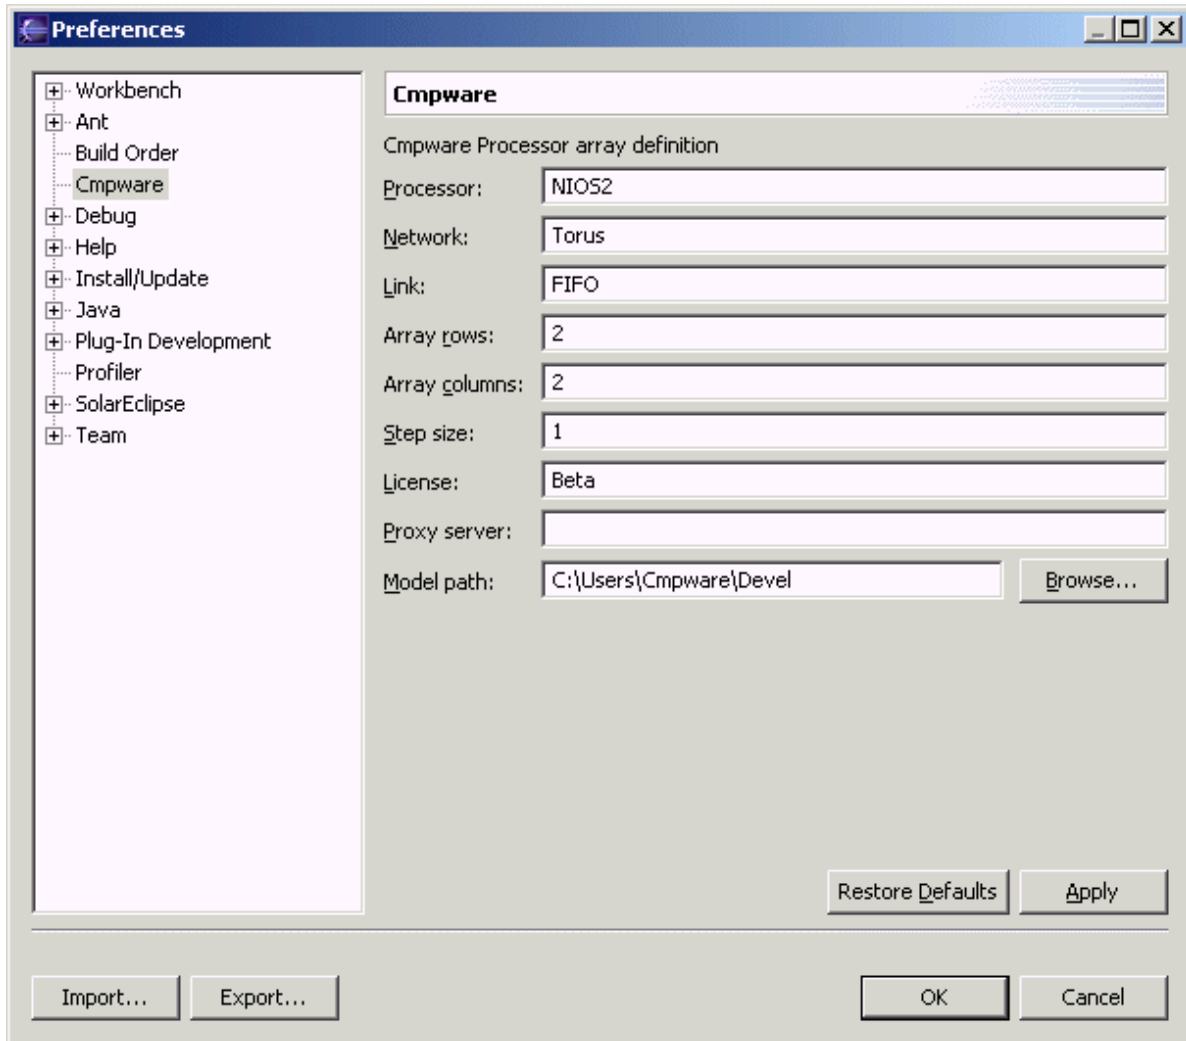 Preferences
Workbench
Ant
Build Order
Cmpware
Debug
Help
Install/Update
Java
Plug-In Development
Profiler
SolarEclipse
Team
Cmpware
Cmpware Processor array definition
Processor: NIOS2
Network: Torus
Link: FIFO
Array rows: 2
Array columns: 2
Step size: 1
License: Beta
Proxy server:
Model path: C:\Users\Cmpware\Devel Browse...
Restore Defaults Apply
Import... Export... OK Cancel